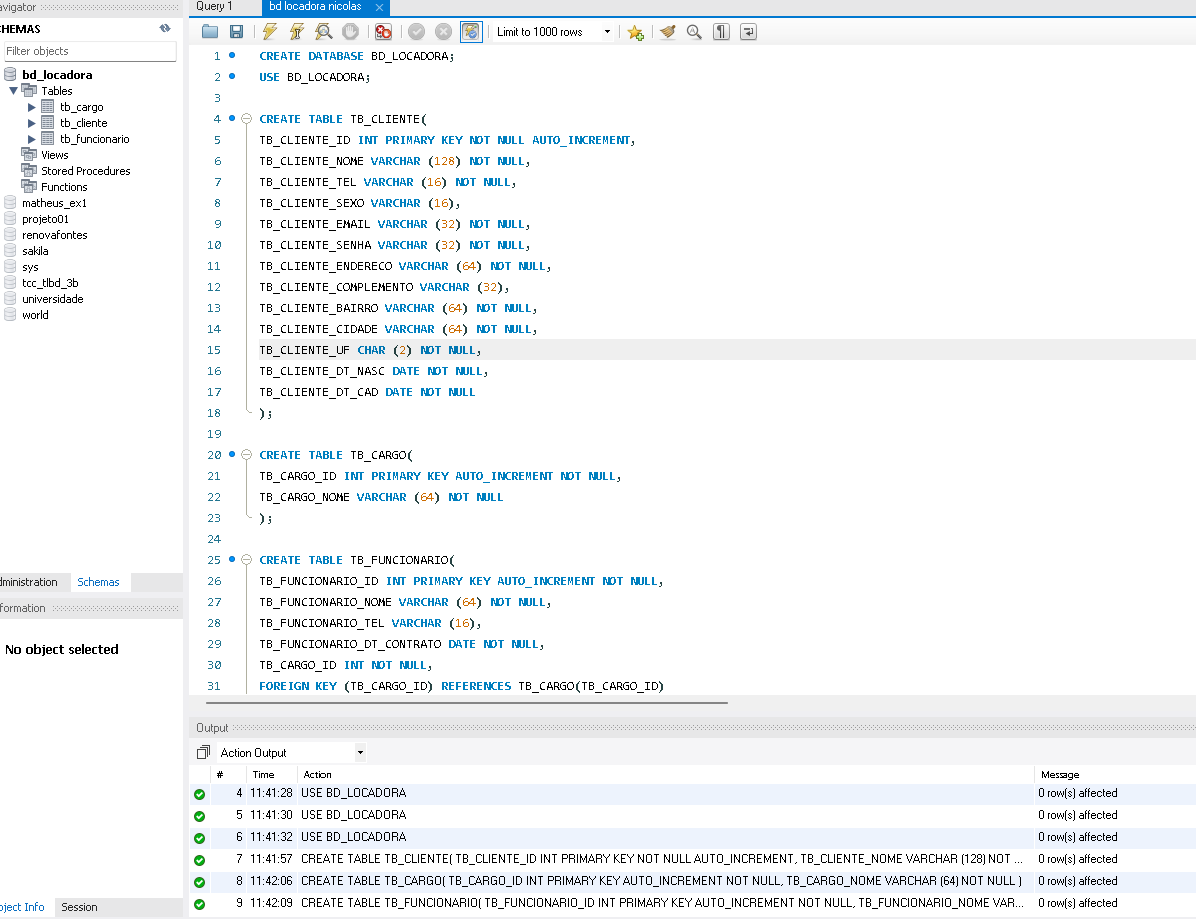 avigator
Query 1
bd locadora nicolas
CHEMAS
Filter objects
bd_locadora
Tables
tb_cargo
tb_cliente
tb_funcionario
Views
Stored Procedures
Functions
matheus_ex1
projeto01
renovafontes
sakila
sys
tcc_tlbd_3b
universidade
world
dministration
Schemas
formation
No object selected
bject Info
Session
Limit to 1000 rows
1 CREATE DATABASE BD_LOCADORA;
2 USE BD_LOCADORA;
3
4 CREATE TABLE TB_CLIENTE(
5 TB_CLIENTE_ID INT PRIMARY KEY NOT NULL AUTO_INCREMENT,
6 TB_CLIENTE_NOME VARCHAR (128) NOT NULL,
7 TB_CLIENTE_TEL VARCHAR (16) NOT NULL,
8 TB_CLIENTE_SEXO VARCHAR (16),
9 TB_CLIENTE_EMAIL VARCHAR (32) NOT NULL,
10 TB_CLIENTE_SENHA VARCHAR (32) NOT NULL,
11 TB_CLIENTE_ENDERECO VARCHAR (64) NOT NULL,
12 TB_CLIENTE_COMPLEMENTO VARCHAR (32),
13 TB_CLIENTE_BAIRRO VARCHAR (64) NOT NULL,
14 TB_CLIENTE_CIDADE VARCHAR (64) NOT NULL,
15 TB_CLIENTE_UF CHAR (2) NOT NULL,
16 TB_CLIENTE_DT_NASC DATE NOT NULL,
17 TB_CLIENTE_DT_CAD DATE NOT NULL
18 );
19
20 CREATE TABLE TB_CARGO(
21 TB_CARGO_ID INT PRIMARY KEY AUTO_INCREMENT NOT NULL,
22 TB_CARGO_NOME VARCHAR (64) NOT NULL
23 );
24
25 CREATE TABLE TB_FUNCIONARIO(
26 TB_FUNCIONARIO_ID INT PRIMARY KEY AUTO_INCREMENT NOT NULL,
27 TB_FUNCIONARIO_NOME VARCHAR (64) NOT NULL,
28 TB_FUNCIONARIO_TEL VARCHAR (16),
29 TB_FUNCIONARIO_DT_CONTRATO DATE NOT NULL,
30 TB_CARGO_ID INT NOT NULL,
31 FOREIGN KEY (TB_CARGO_ID) REFERENCES TB_CARGO(TB_CARGO_ID)
Output
Action Output
# Time Action Message
4 11:41:28 USE BD_LOCADORA 0 row(s) affected
5 11:41:30 USE BD_LOCADORA 0 row(s) affected
6 11:41:32 USE BD_LOCADORA 0 row(s) affected
7 11:41:57 CREATE TABLE TB_CLIENTE( TB_CLIENTE_ID INT PRIMARY KEY NOT NULL AUTO_INCREMENT, TB_CLIENTE_NOME VARCHAR (128) NOT ... 0 row(s) affected
8 11:42:06 CREATE TABLE TB_CARGO( TB_CARGO_ID INT PRIMARY KEY AUTO_INCREMENT NOT NULL, TB_CARGO_NOME VARCHAR (64) NOT NULL ) 0 row(s) affected
9 11:42:09 CREATE TABLE TB_FUNCIONARIO( TB_FUNCIONARIO_ID INT PRIMARY KEY AUTO_INCREMENT NOT NULL, TB_FUNCIONARIO_NOME VAR... 0 row(s) affected